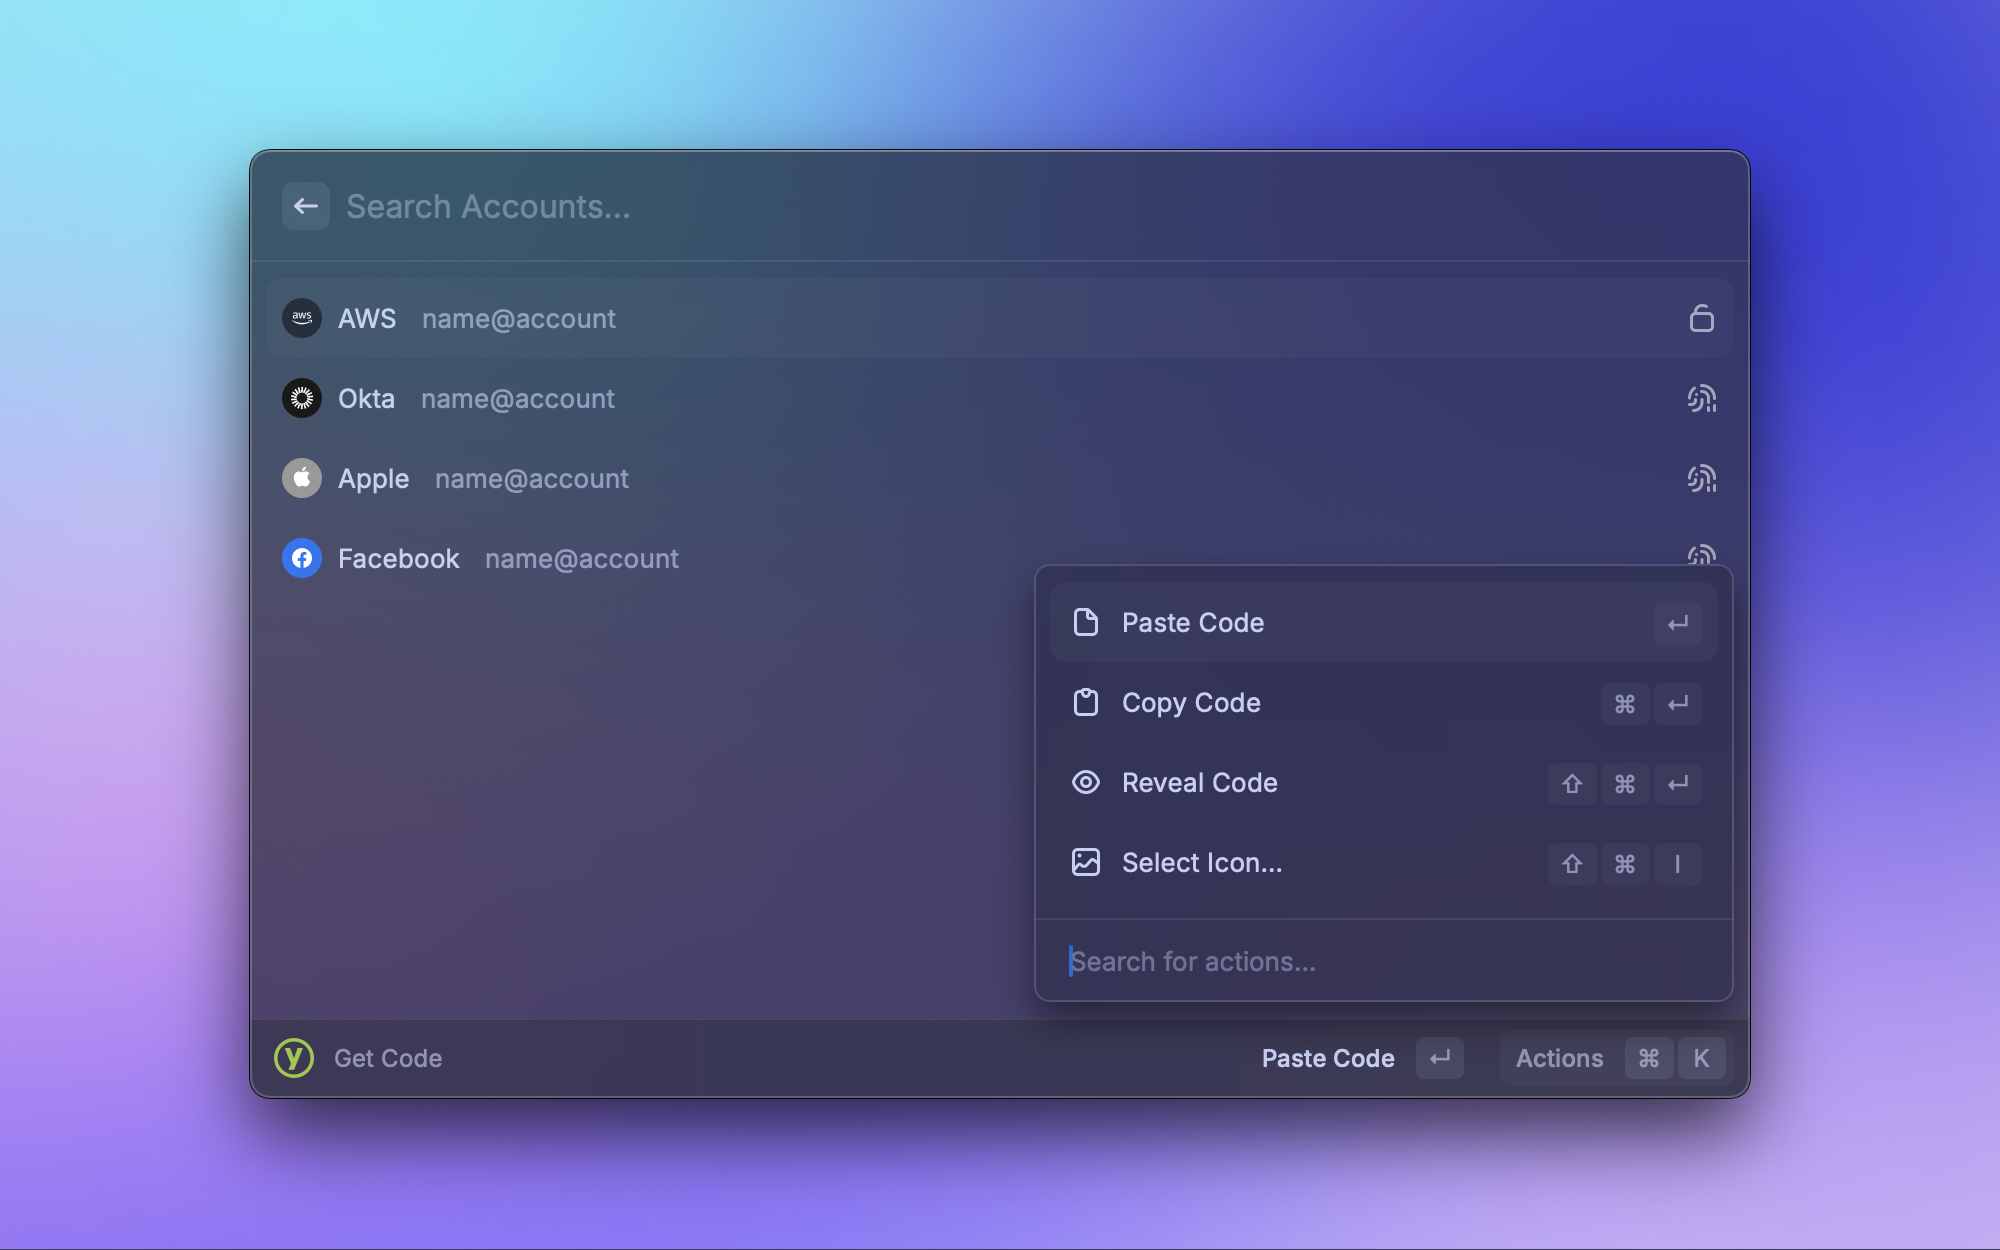 Search Accounts...
aws AWS name@account
Okta name@account
Apple name@account
Facebook name@account
Paste Code ↵
Copy Code ⌘ ↵
Reveal Code ⇧ ⌘ ↵
Select Icon... ⇧ ⌘ I
Search for actions...
y Get Code Paste Code ↵ Actions ⌘ K